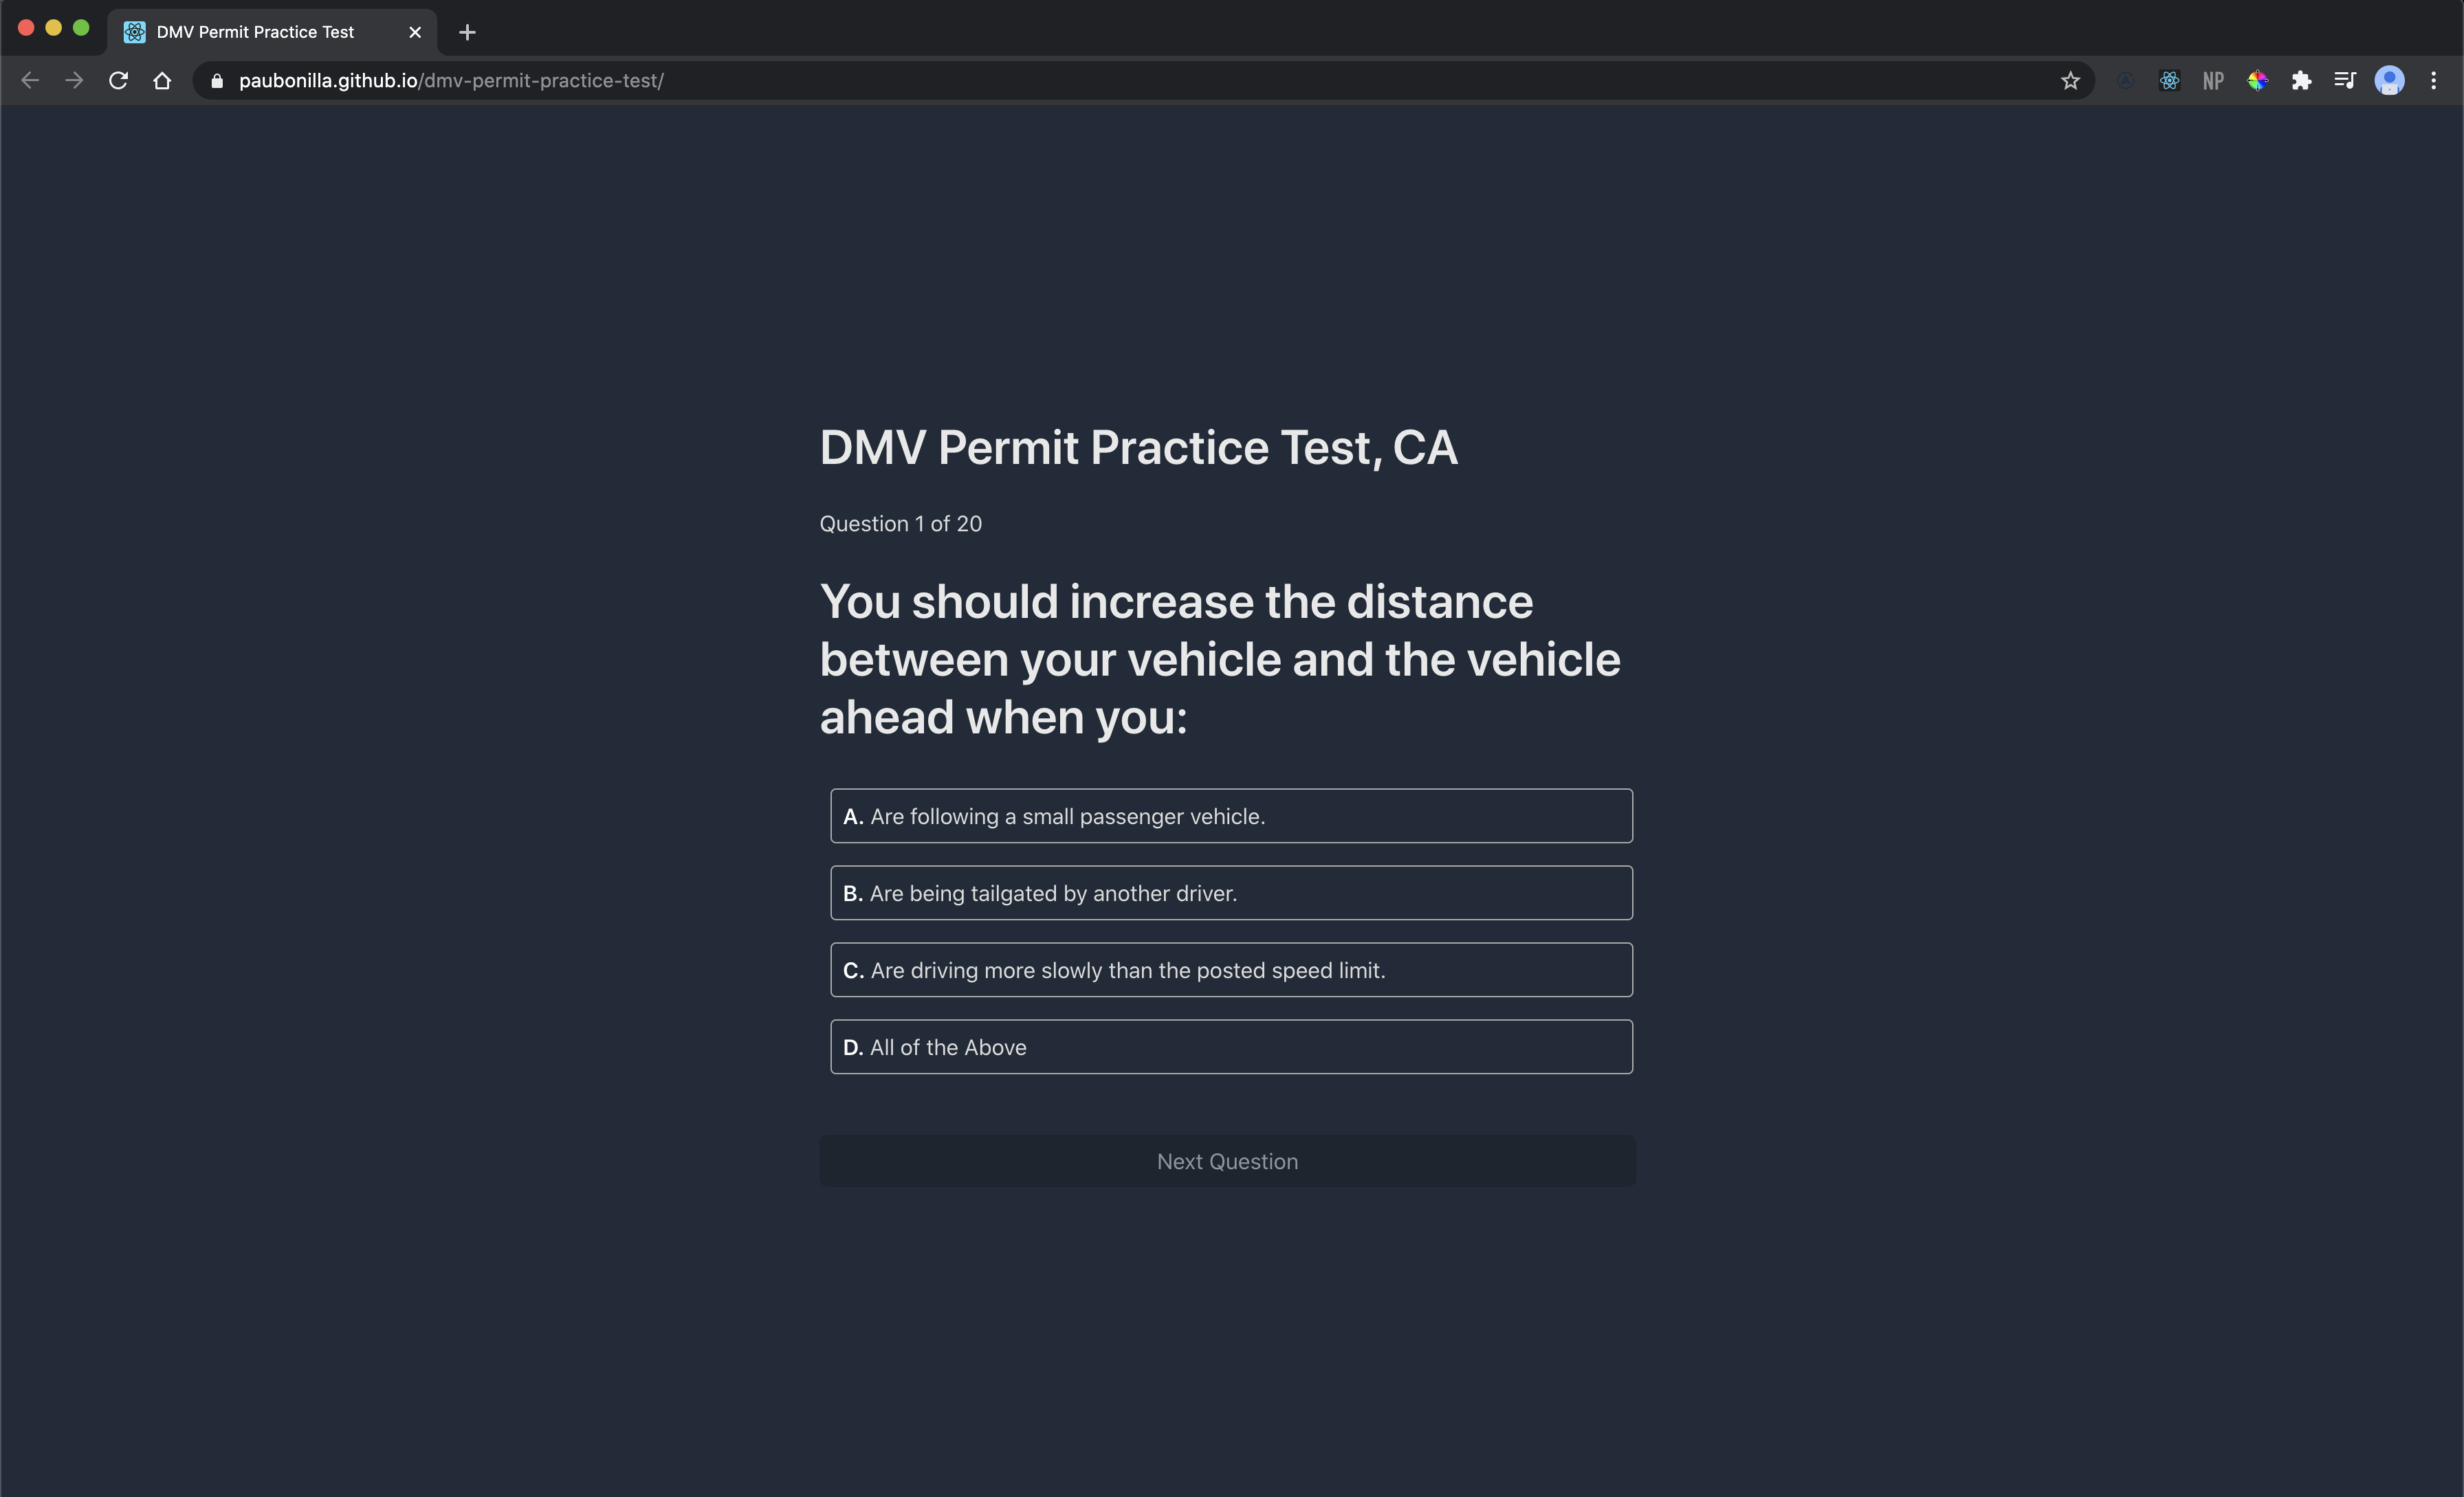 DMV Permit Practice Test
paubonilla.github.io/dmv-permit-practice-test/
NP
DMV Permit Practice Test, CA
Question 1 of 20
You should increase the distance
between your vehicle and the vehicle
ahead when you:
A. Are following a small passenger vehicle.
B. Are being tailgated by another driver.
C. Are driving more slowly than the posted speed limit.
D. All of the Above
Next Question